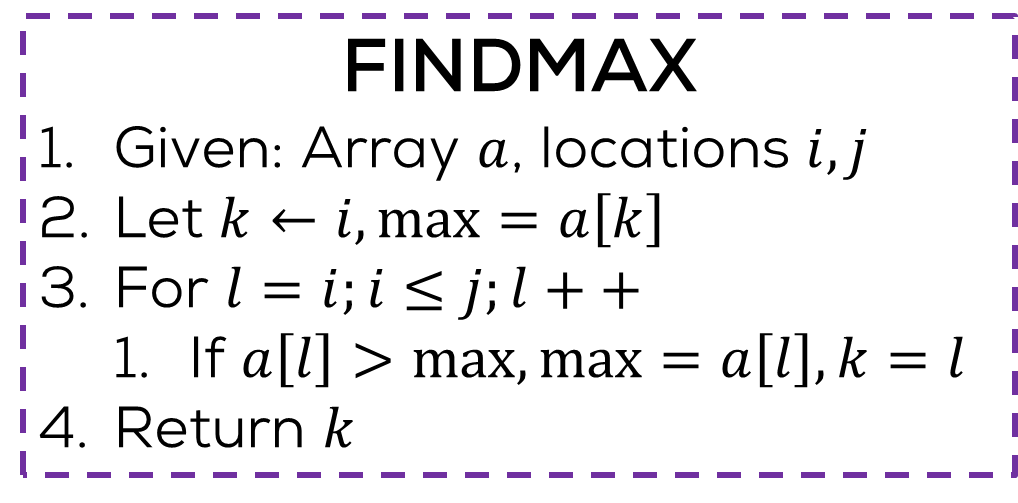 FINDMAX
1. Given: Array a, locations i, j
2. Let k ← i, max = a[k]
3. For l = i; i ≤ j; l + +
1. If a[l] > max, max = a[l], k = l
4. Return k